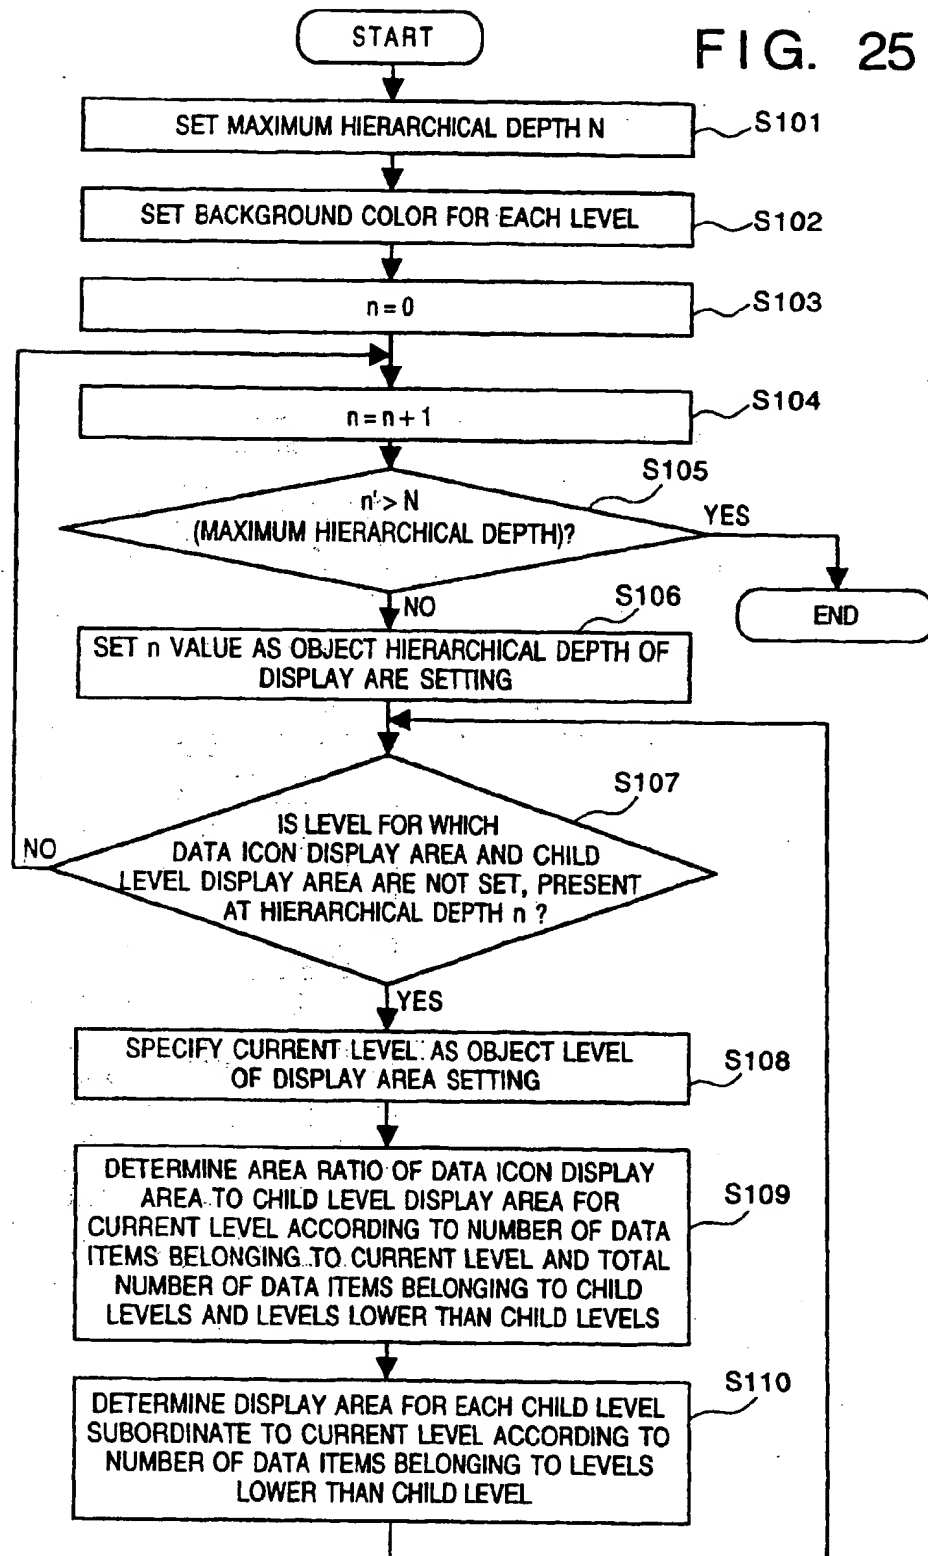 START
FIG. 25
SET MAXIMUM HIERARCHICAL DEPTH N
S101
SET BACKGROUND COLOR FOR EACH LEVEL
S102
n=0
S103
n=n+1
S104
S105
n'>N
(MAXIMUM HIERARCHICAL DEPTH)?
YES
NO
END
S106
SET n VALUE AS OBJECT HIERARCHICAL DEPTH OF
DISPLAY ARE SETTING
S107
IS LEVEL FOR WHICH
DATA ICON DISPLAY AREA AND CHILD
LEVEL DISPLAY AREA ARE NOT SET, PRESENT
AT HIERARCHICAL DEPTH n ?
NO
YES
SPECIFY CURRENT LEVEL AS OBJECT LEVEL
OF DISPLAY AREA SETTING
S108
DETERMINE AREA RATIO OF DATA ICON DISPLAY
AREA TO CHILD LEVEL DISPLAY AREA FOR
CURRENT LEVEL ACCORDING TO NUMBER OF DATA
ITEMS BELONGING TO CURRENT LEVEL AND TOTAL
NUMBER OF DATA ITEMS BELONGING TO CHILD
LEVELS AND LEVELS LOWER THAN CHILD LEVELS
S109
DETERMINE DISPLAY AREA FOR EACH CHILD LEVEL
SUBORDINATE TO CURRENT LEVEL ACCORDING TO
NUMBER OF DATA ITEMS BELONGING TO LEVELS
LOWER THAN CHILD LEVEL
S110